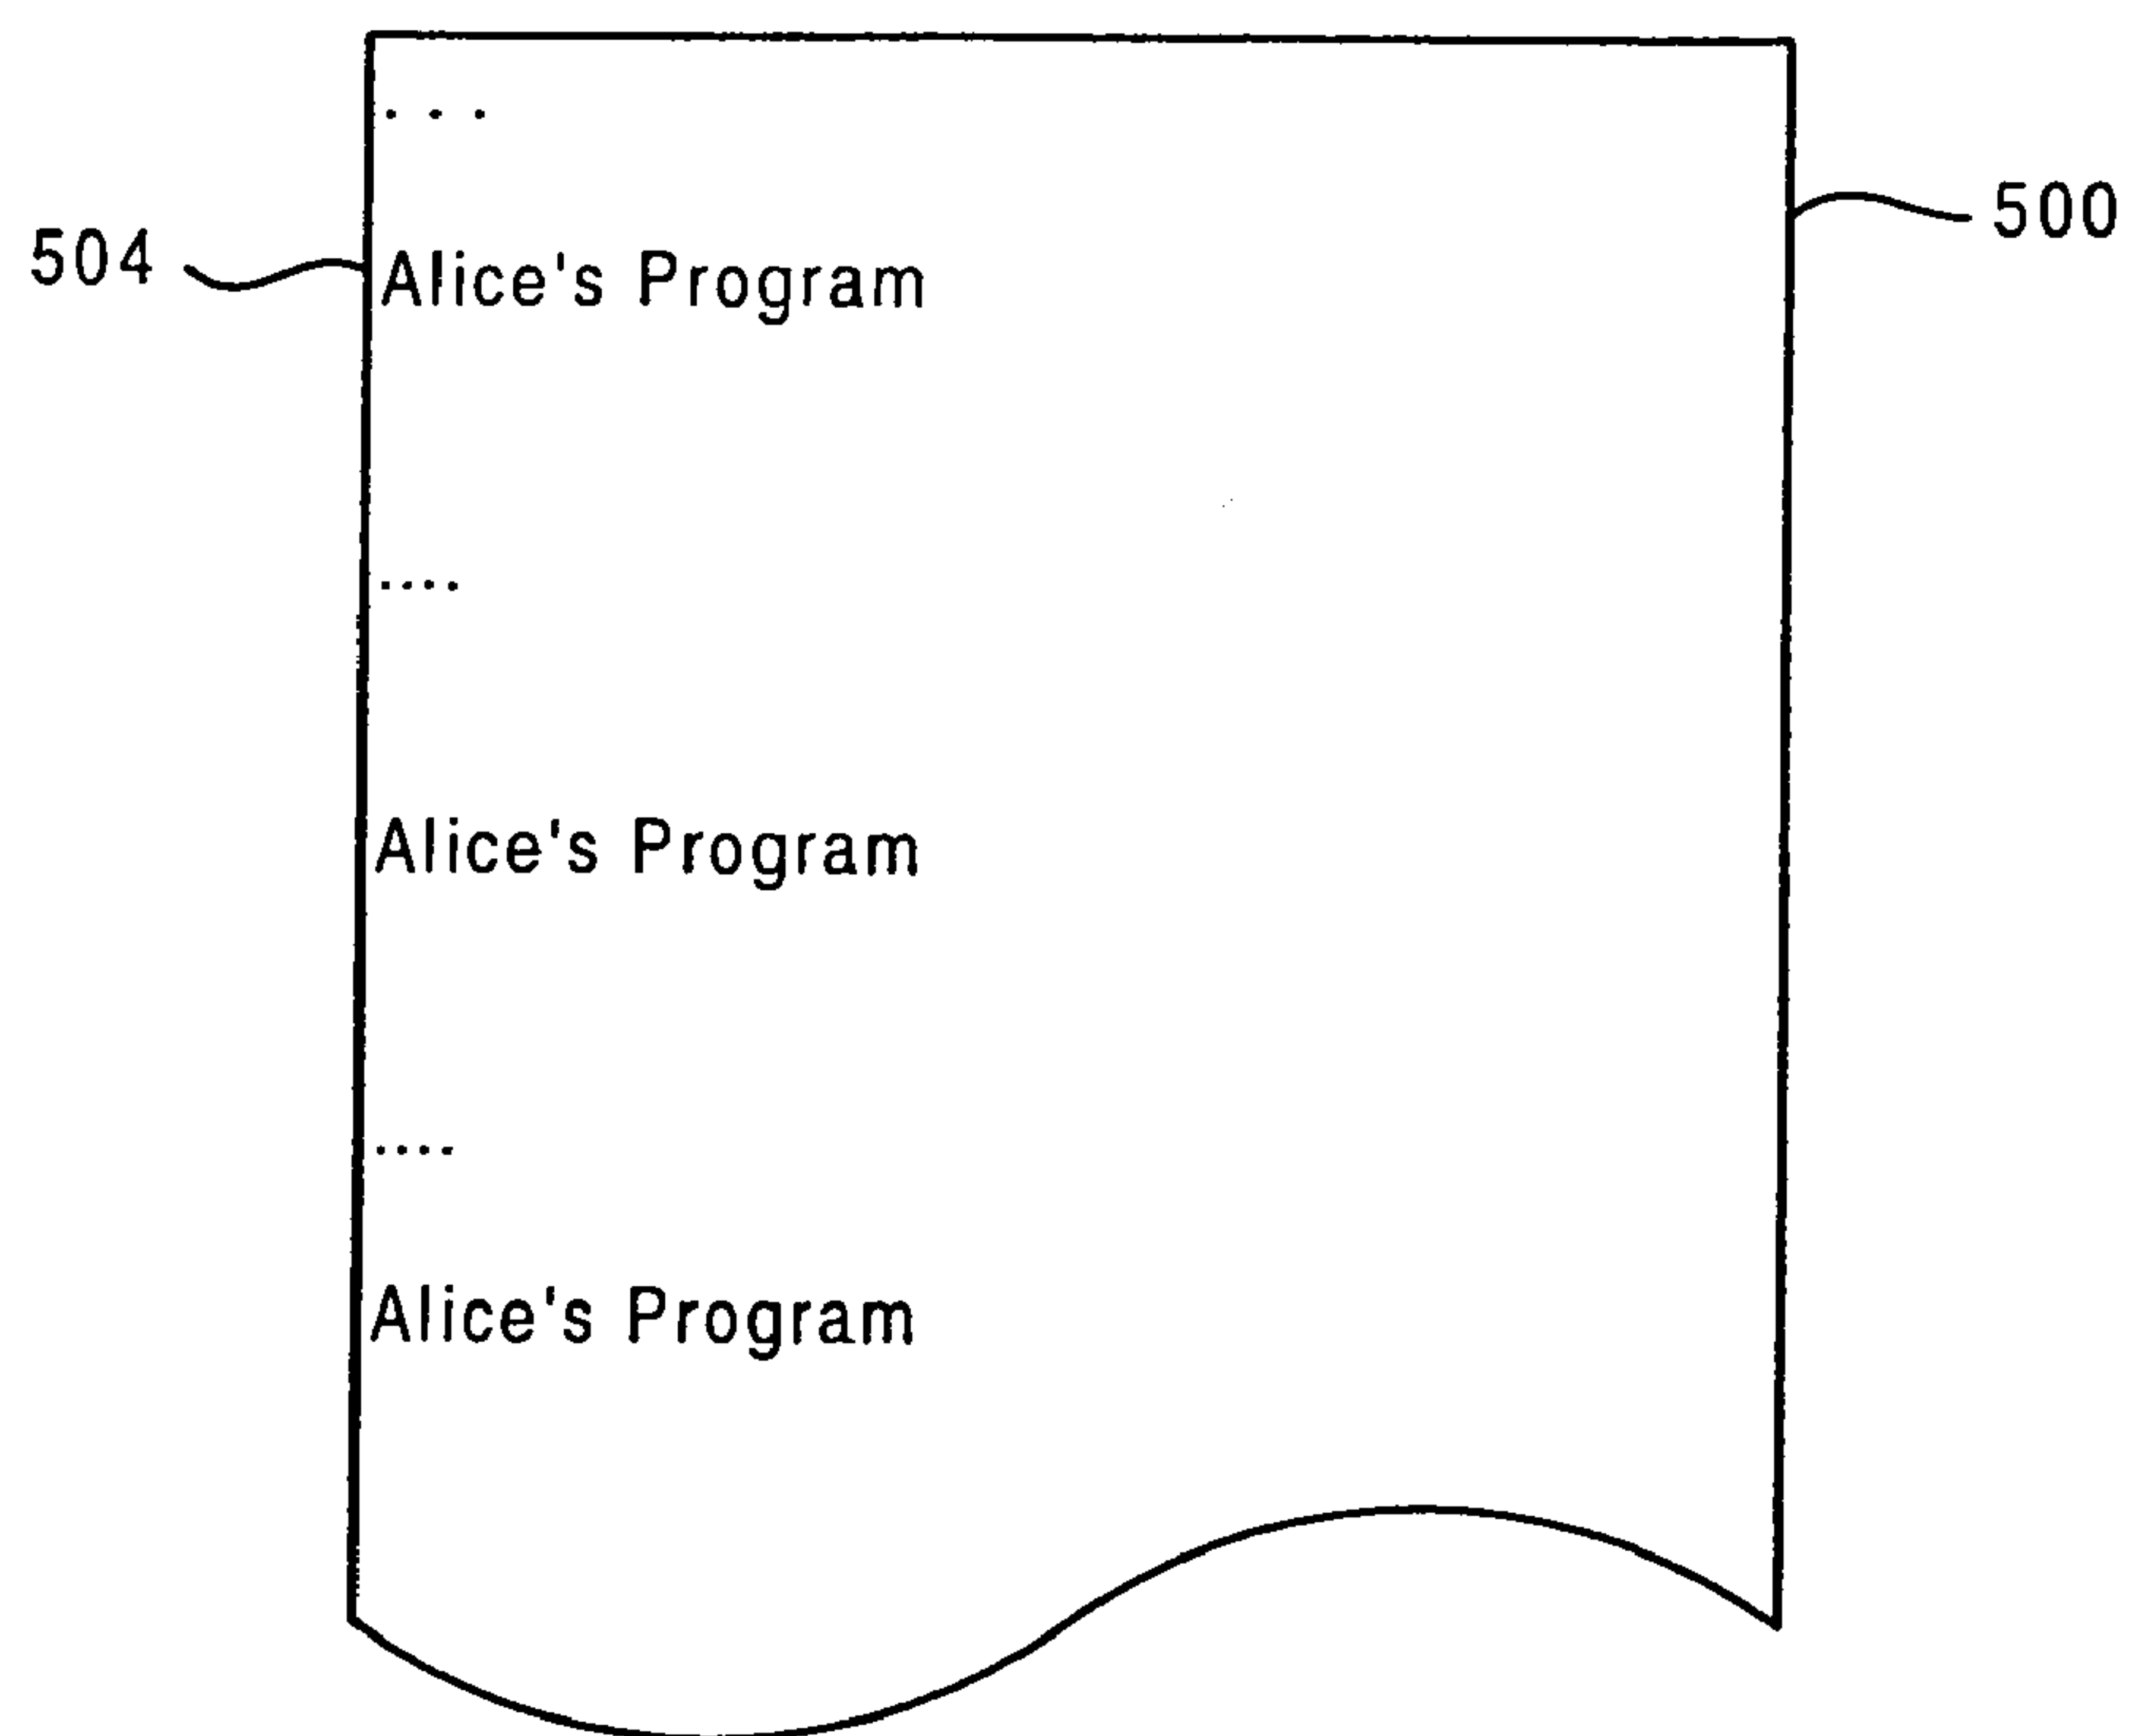 . . .
500
504
Alice's Program
....
Alice's Program
....
Alice's Program